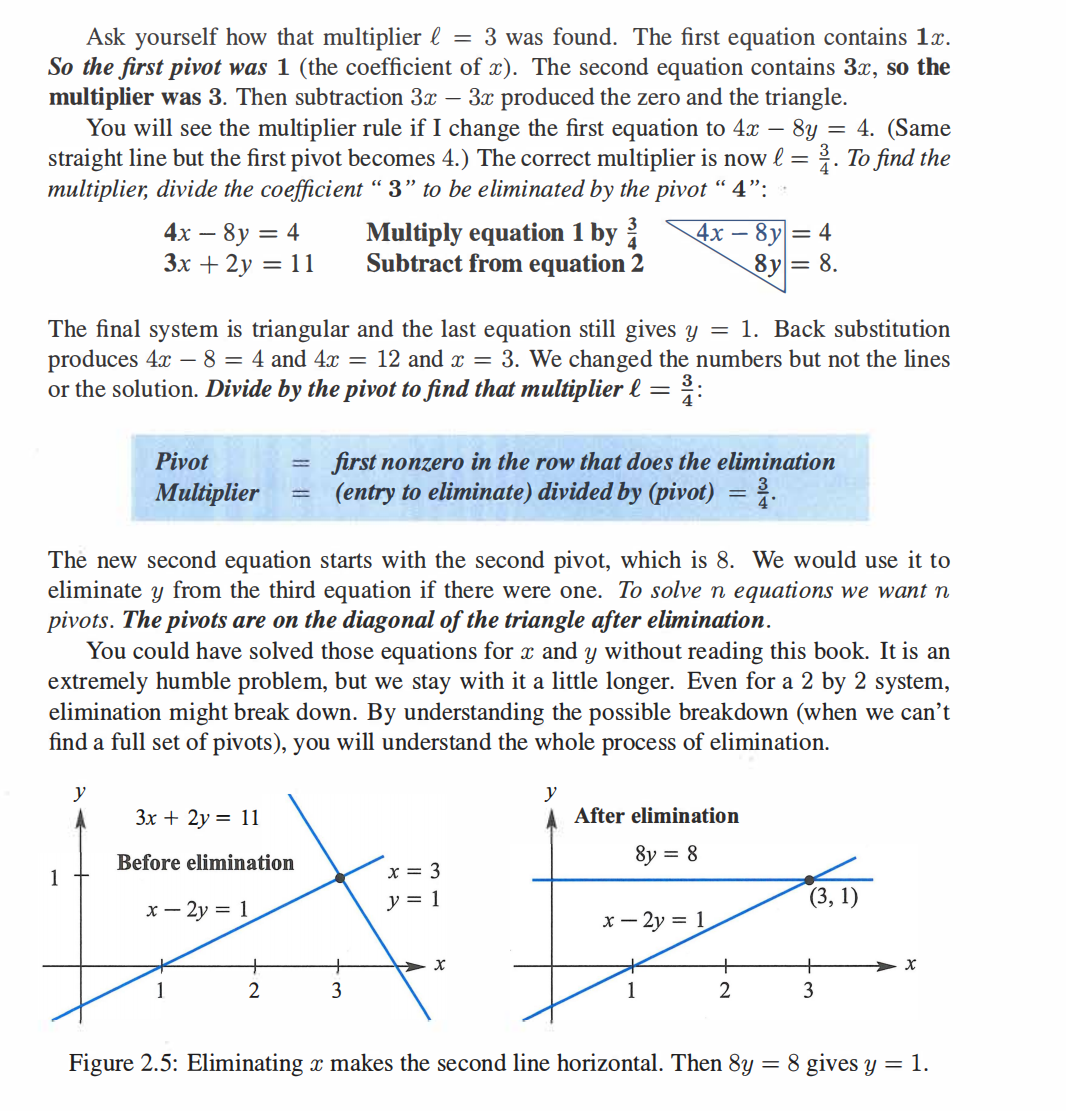 Ask yourself how that multiplier ℓ = 3 was found. The first equation contains 1x.
So the first pivot was 1 (the coefficient of x). The second equation contains 3x, so the
multiplier was 3. Then subtraction 3x − 3x produced the zero and the triangle.
You will see the multiplier rule if I change the first equation to 4x − 8y = 4. (Same
straight line but the first pivot becomes 4.) The correct multiplier is now ℓ = 3/4. To find the
multiplier, divide the coefficient “ 3” to be eliminated by the pivot “ 4”:
4x − 8y = 4 Multiply equation 1 by 3/4 4x − 8y = 4
3x + 2y = 11 Subtract from equation 2 8y = 8.
The final system is triangular and the last equation still gives y = 1. Back substitution
produces 4x − 8 = 4 and 4x = 12 and x = 3. We changed the numbers but not the lines
or the solution. Divide by the pivot to find that multiplier ℓ = 3/4:
Pivot = first nonzero in the row that does the elimination
Multiplier = (entry to eliminate) divided by (pivot) = 3/4.
The new second equation starts with the second pivot, which is 8. We would use it to
eliminate y from the third equation if there were one. To solve n equations we want n
pivots. The pivots are on the diagonal of the triangle after elimination.
You could have solved those equations for x and y without reading this book. It is an
extremely humble problem, but we stay with it a little longer. Even for a 2 by 2 system,
elimination might break down. By understanding the possible breakdown (when we can’t
find a full set of pivots), you will understand the whole process of elimination.
y
3x + 2y = 11
Before elimination
1
x = 3
y = 1
x − 2y = 1
x
1 2 3
y
After elimination
8y = 8
(3, 1)
x − 2y = 1
x
1 2 3
Figure 2.5: Eliminating x makes the second line horizontal. Then 8y = 8 gives y = 1.